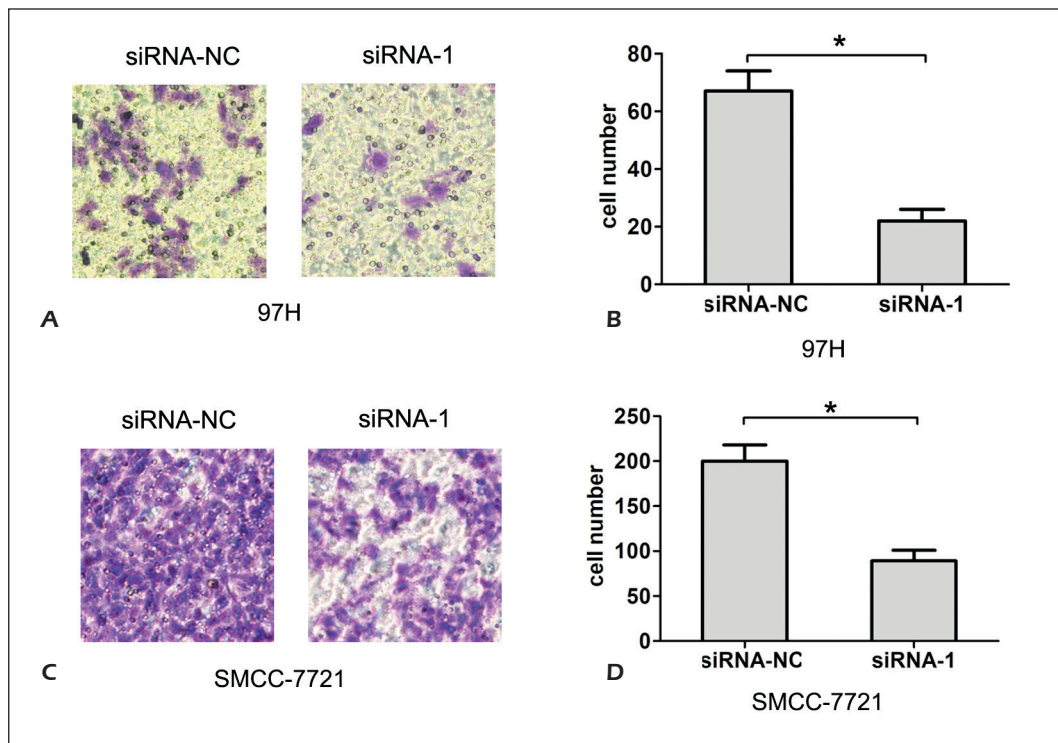 siRNA-NC siRNA-1
A
97H
*
cell number
80
60
40
20
0
siRNA-NC siRNA-1
B
97H
siRNA-NC siRNA-1
C
SMCC-7721
*
cell number
250
200
150
100
50
0
siRNA-NC siRNA-1
D
SMCC-7721